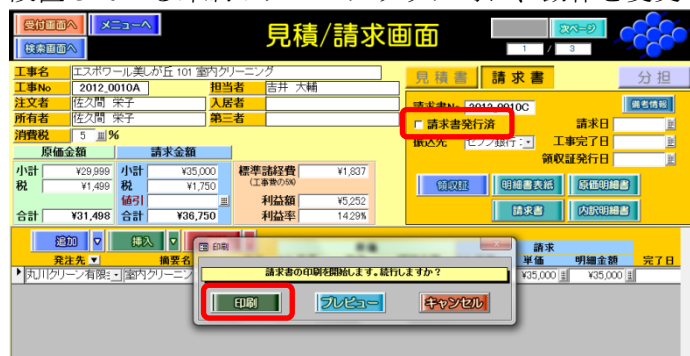 受付画面へ メニューへ 見積/請求画面 次ページ
検索画面へ 1 / 3
工事名 エスポワール美しが丘 101 室内クリーニング 見積書 請求書 分担
工事No 2012_0010A 担当者 吉井 大輔
注文者 佐久間 栄子 入居者 請求書No 2012_0010C 備考情報
所有者 佐久間 栄子 第三者 請求書発行済 請求日
消費税 5 % 振込先 セブン銀行 工事完了日
原価金額 請求金額 領収証発行日
小計 ¥29,999 小計 ¥35,000 標準諸経費 ¥1,837
税 ¥1,499 税 ¥1,750 (工事費の5%) 領収証 明細書表紙 原価明細書
値引 利益額 ¥5,252
合計 ¥31,498 合計 ¥36,750 利益率 14.29% 請求書 内訳明細書
追加 挿入 印刷 請求
発注先 摘要名 請求書の印刷を開始します。続行しますか? 単価 明細金額 完了日
丸川クリーン有限 室内クリーニン ¥35,000 ¥35,000
印刷 プレビュー キャンセル